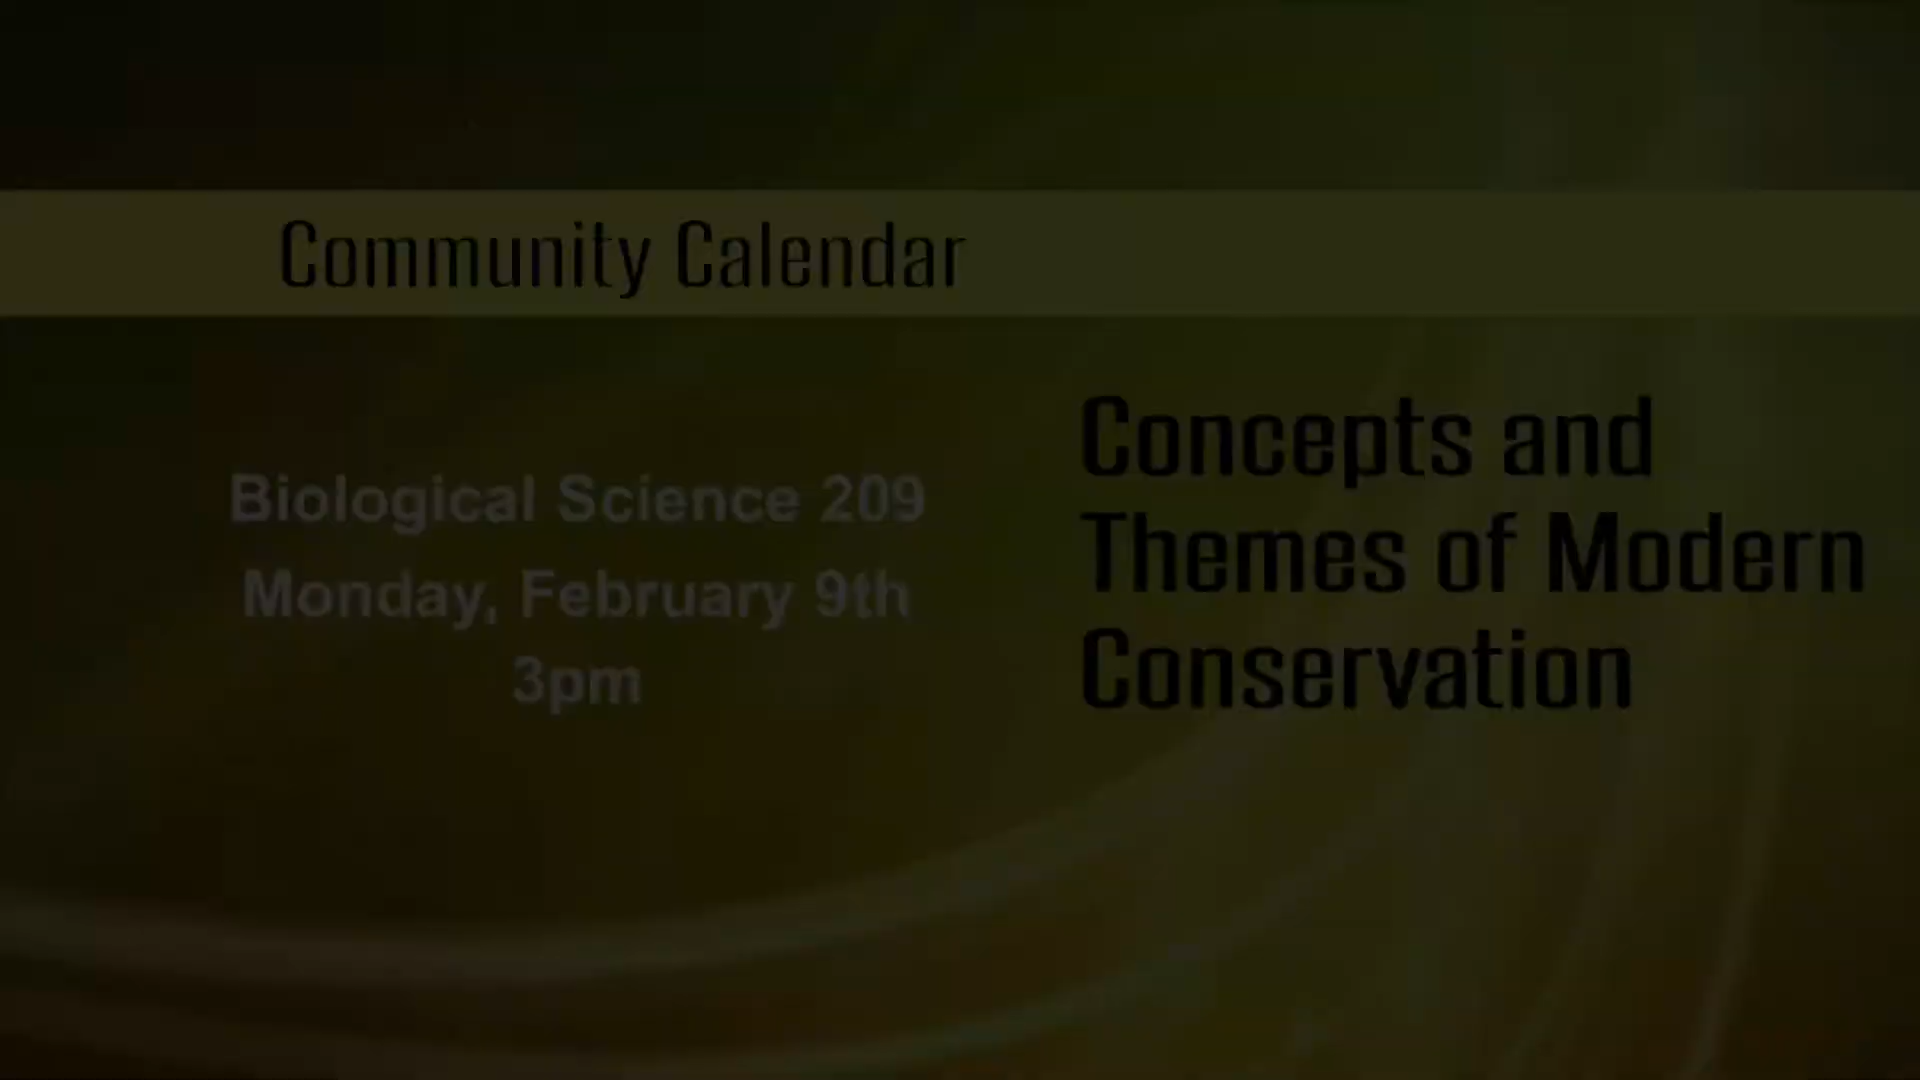 Community Calendar
Biological Science 209
Monday, February 9th
3pm
Concepts and
Themes of Modern
Conservation